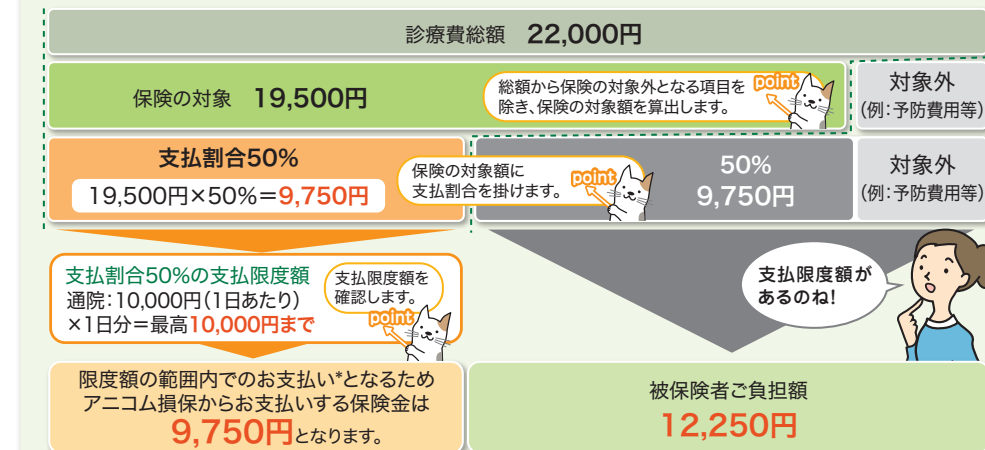 診療費総額 22,000円
保険の対象 19,500円
総額から保険の対象外となる項目を
除き、保険の対象額を算出します。
point
対象外
(例:予防費用等)
支払割合50%
19,500円×50%=9,750円
保険の対象額に
支払割合を掛けます。
point
50%
9,750円
対象外
(例:予防費用等)
支払割合50%の支払限度額
通院:10,000円(1日あたり)
×1日分=最高10,000円まで
支払限度額を
確認します。
point
支払限度額が
あるのね!
限度額の範囲内でのお支払い*となるため
アニコム損保からお支払いする保険金は
9,750円となります。
被保険者ご負担額
12,250円